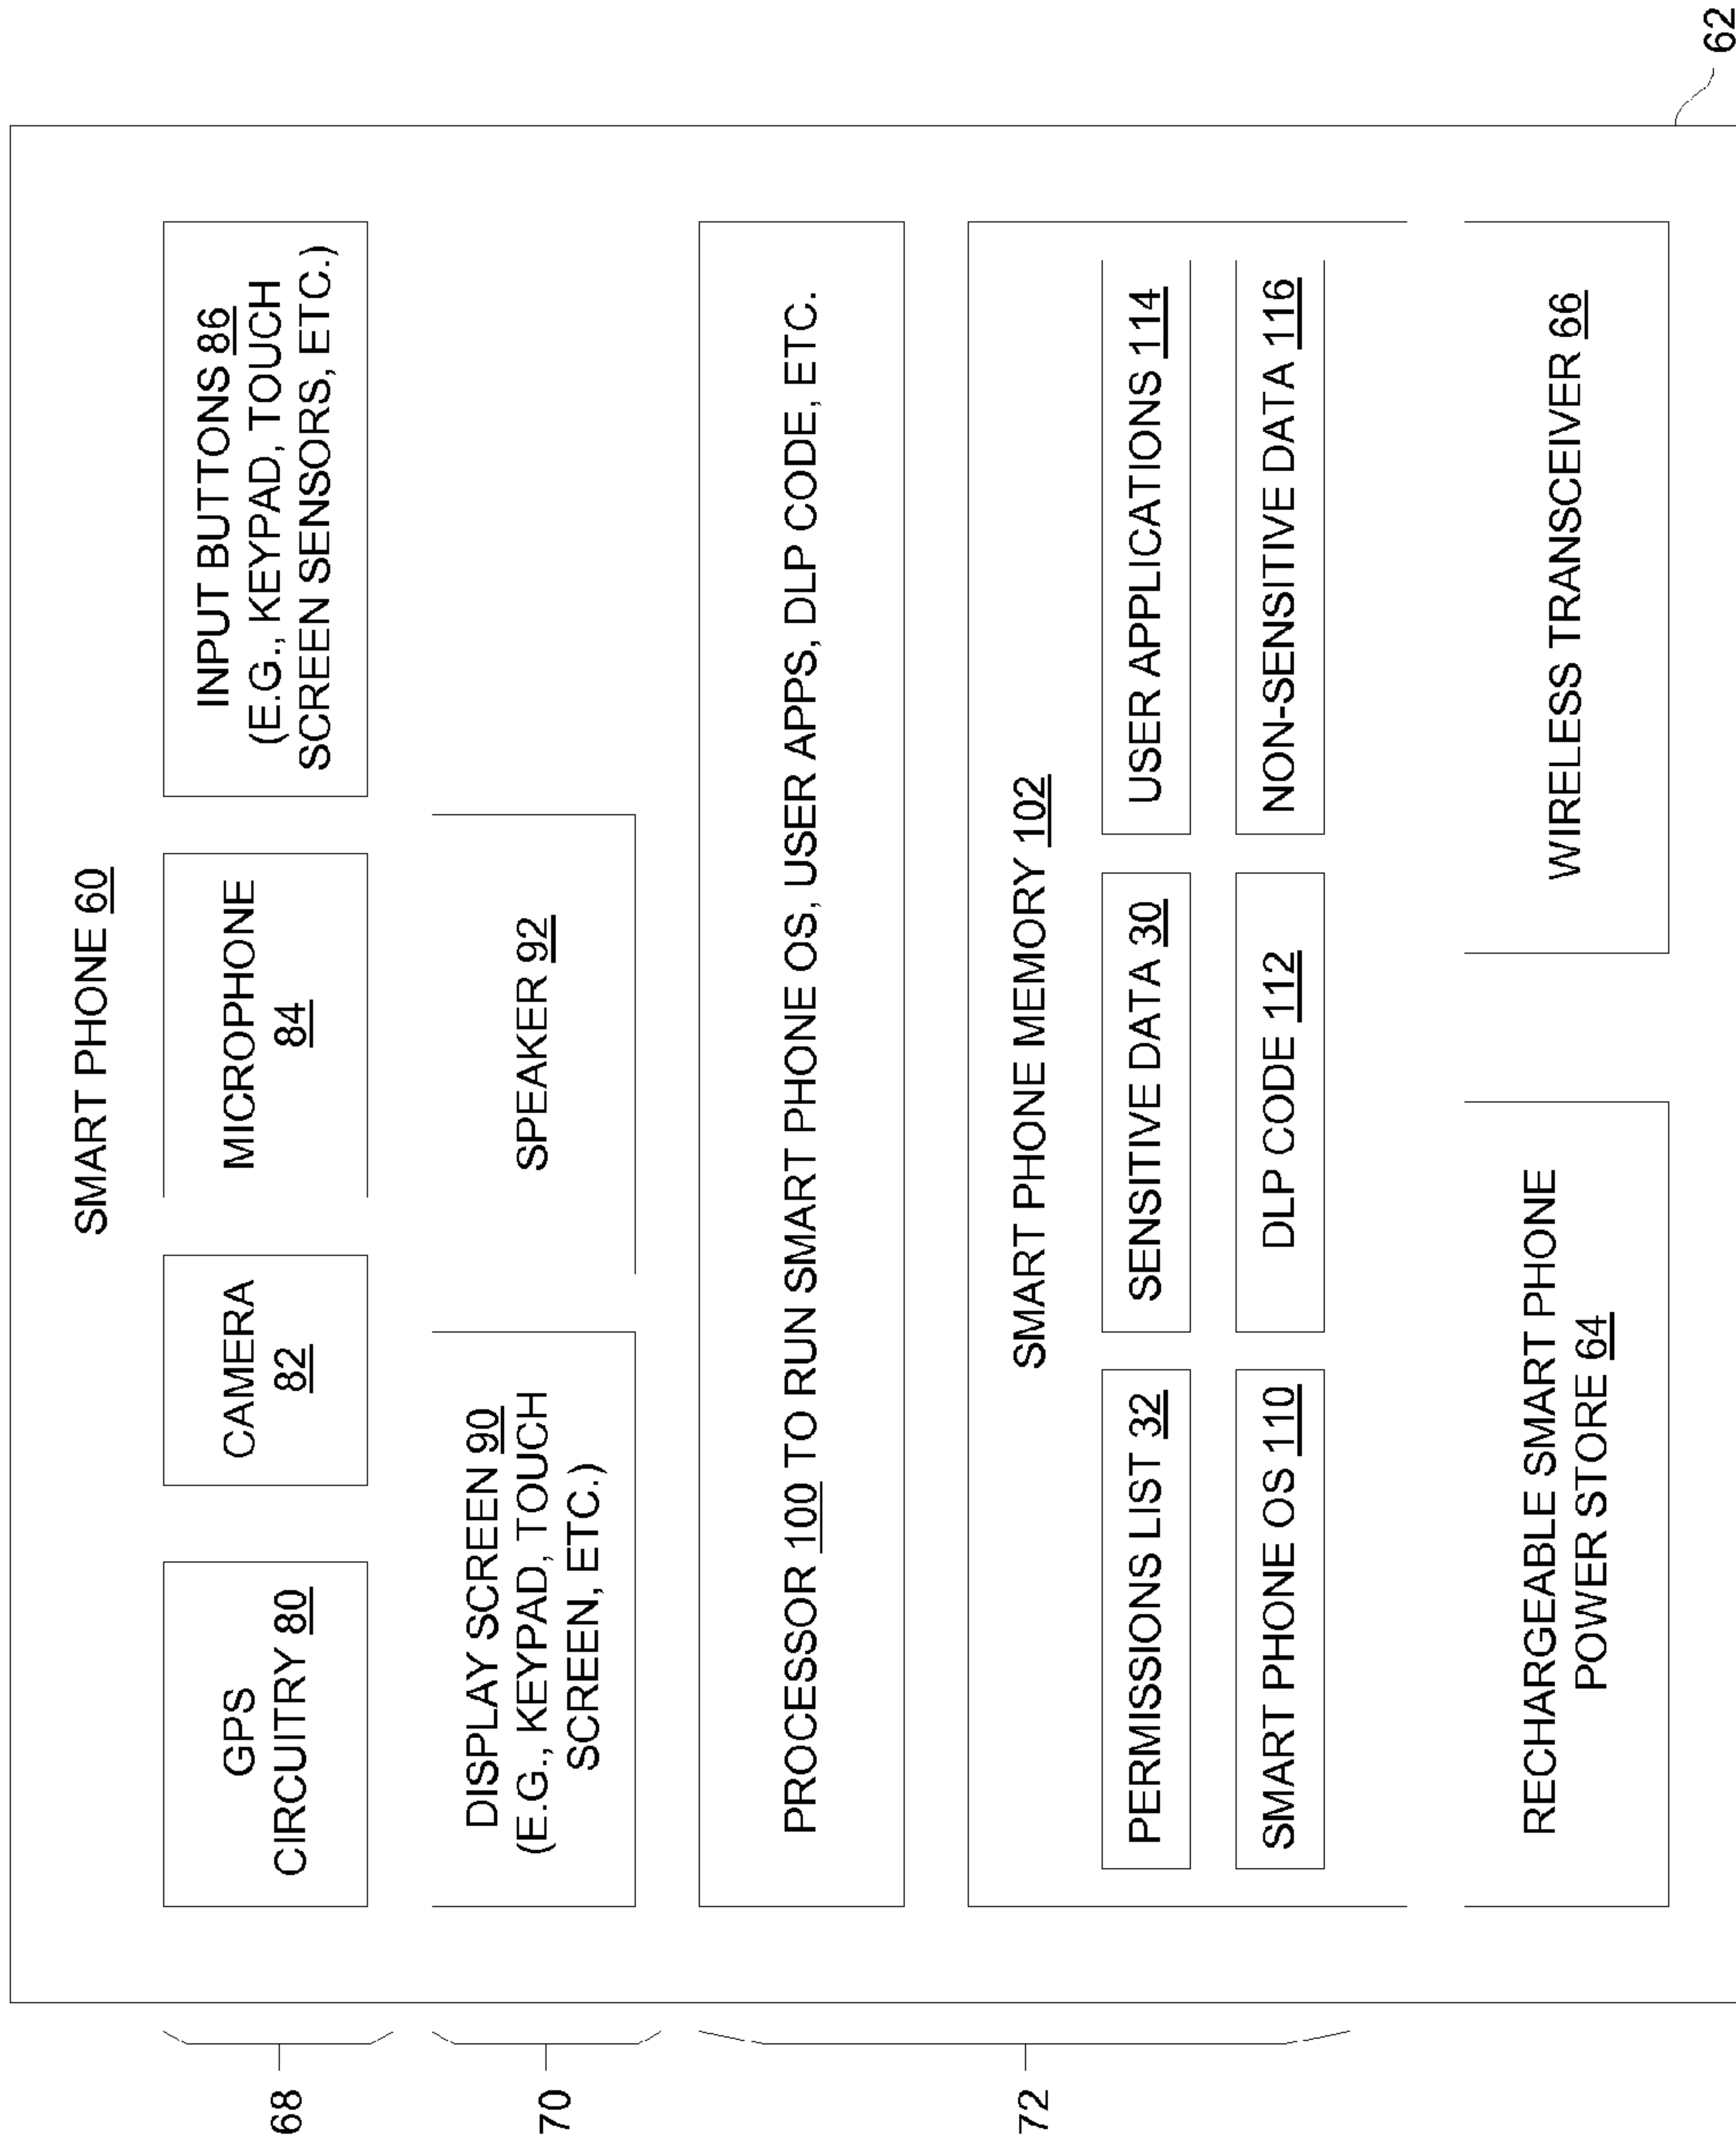 SMART PHONE 60
68
GPS
CIRCUITRY 80
CAMERA
82
MICROPHONE
84
INPUT BUTTONS 86
(E.G., KEYPAD, TOUCH
SCREEN SENSORS, ETC.)
70
DISPLAY SCREEN 90
(E.G., KEYPAD, TOUCH
SCREEN, ETC.)
SPEAKER 92
72
PROCESSOR 100 TO RUN SMART PHONE OS, USER APPS, DLP CODE, ETC.
SMART PHONE MEMORY 102
PERMISSIONS LIST 32
SENSITIVE DATA 30
USER APPLICATIONS 114
SMART PHONE OS 110
DLP CODE 112
NON-SENSITIVE DATA 116
RECHARGEABLE SMART PHONE
POWER STORE 64
WIRELESS TRANSCEIVER 66
62